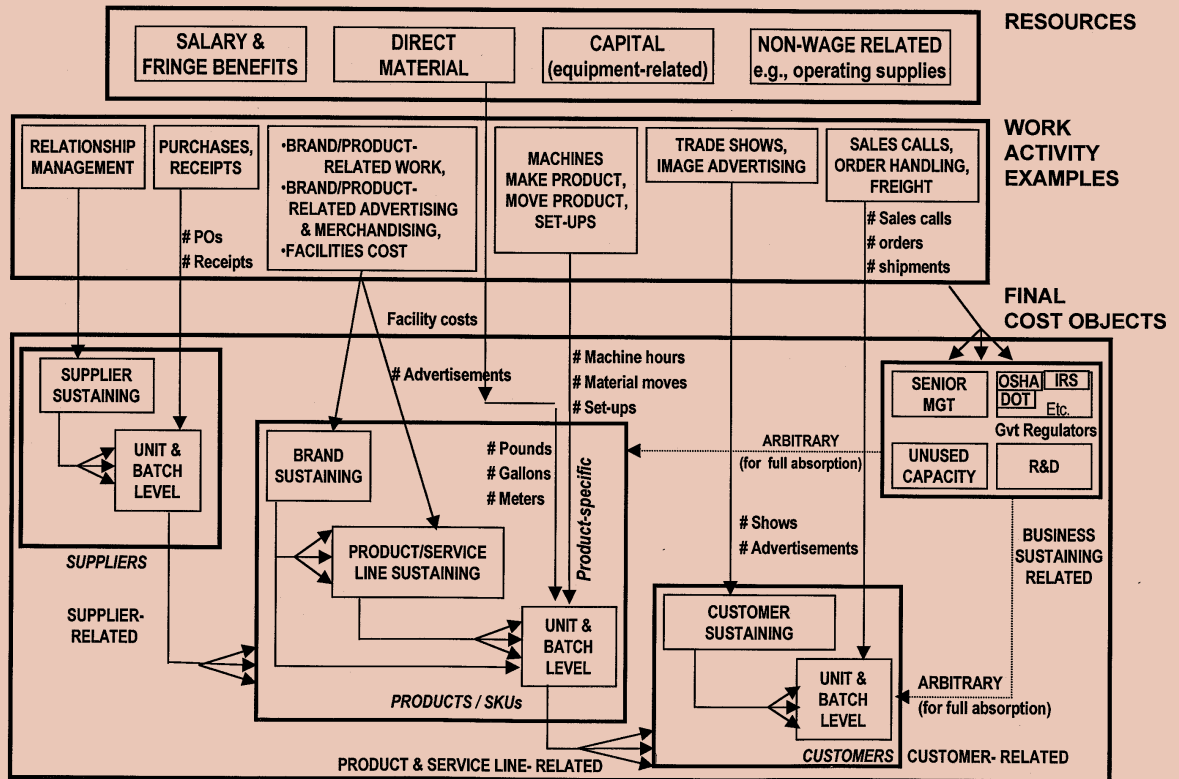 RESOURCES
SALARY &
FRINGE BENEFITS
DIRECT
MATERIAL
CAPITAL
(equipment-related)
NON-WAGE RELATED
e.g., operating supplies
WORK
ACTIVITY
EXAMPLES
RELATIONSHIP
MANAGEMENT
PURCHASES,
RECEIPTS
•BRAND/PRODUCT-
RELATED WORK,
•BRAND/PRODUCT-
RELATED ADVERTISING
& MERCHANDISING,
•FACILITIES COST
MACHINES
MAKE PRODUCT,
MOVE PRODUCT,
SET-UPS
TRADE SHOWS,
IMAGE ADVERTISING
SALES CALLS,
ORDER HANDLING,
FREIGHT
# POs
# Receipts
# Sales calls
# orders
# shipments
FINAL
COST OBJECTS
Facility costs
# Advertisements
# Machine hours
# Material moves
# Set-ups
SUPPLIER
SUSTAINING
UNIT &
BATCH
LEVEL
SUPPLIERS
SUPPLIER-
RELATED
BRAND
SUSTAINING
# Pounds
# Gallons
# Meters
Product-specific
PRODUCT/SERVICE
LINE SUSTAINING
UNIT &
BATCH
LEVEL
PRODUCTS / SKUs
PRODUCT & SERVICE LINE- RELATED
ARBITRARY
(for full absorption)
SENIOR
MGT
OSHA
IRS
DOT
Etc.
Gvt Regulators
UNUSED
CAPACITY
R&D
# Shows
# Advertisements
BUSINESS
SUSTAINING
RELATED
CUSTOMER
SUSTAINING
UNIT &
BATCH
LEVEL
ARBITRARY
(for full absorption)
CUSTOMERS
CUSTOMER- RELATED